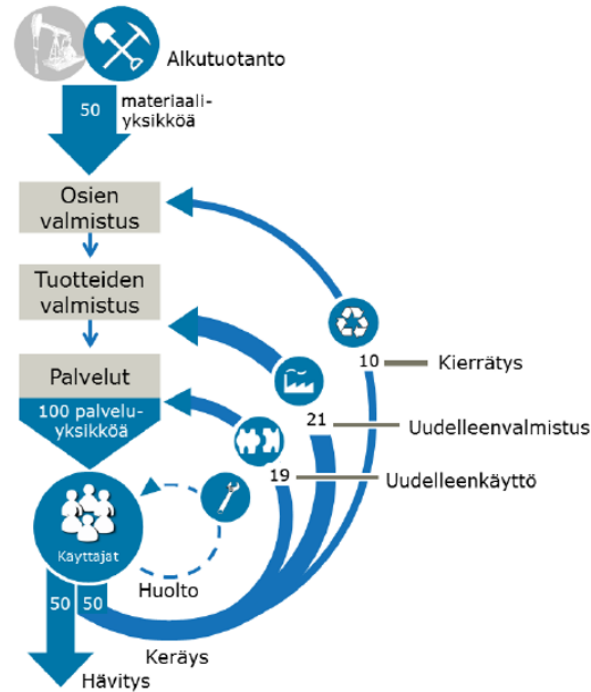 Alkutuotanto
50
materiaali-
yksikköä
Osien
valmistus
Tuotteiden
valmistus
10
Kierrätys
Palvelut
100 palvelu-
yksikköä
21
Uudelleenvalmistus
19
Uudelleenkäyttö
Käyttäjät
Huolto
50
50
Keräys
Hävitys